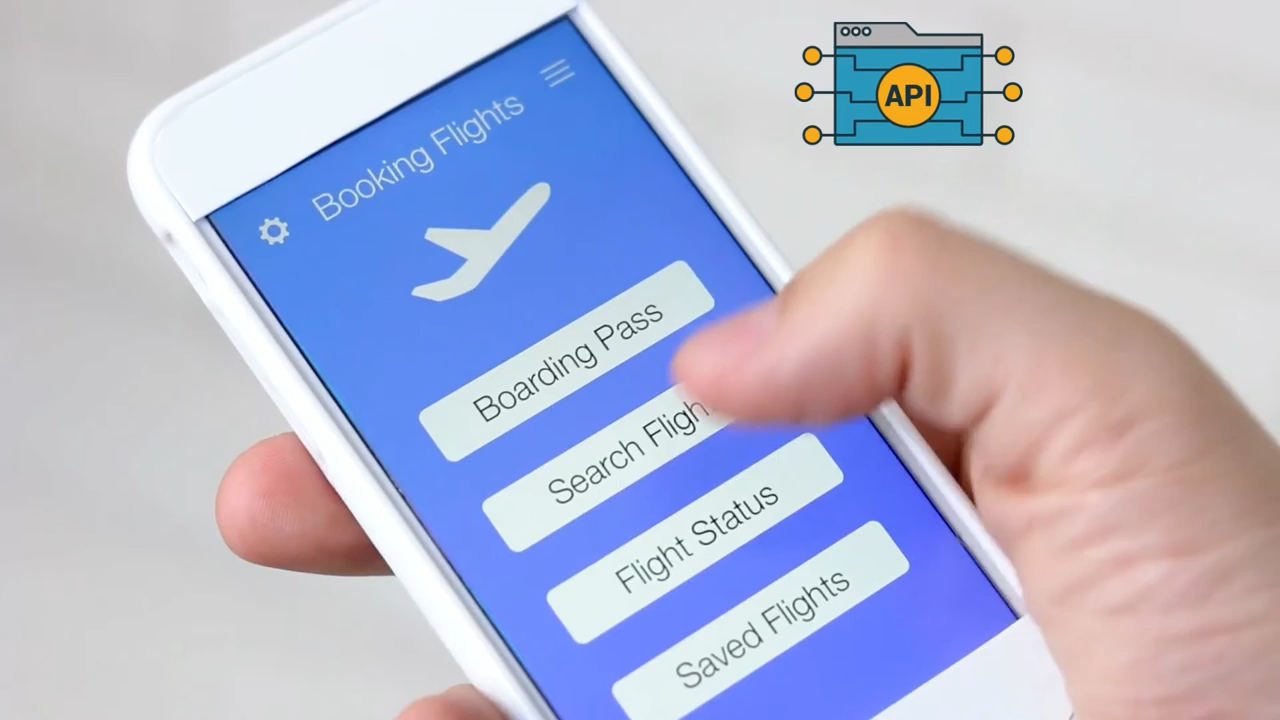 API
Booking Flights
Boarding Pass
Search Fligh
Flight Status
Saved Flights